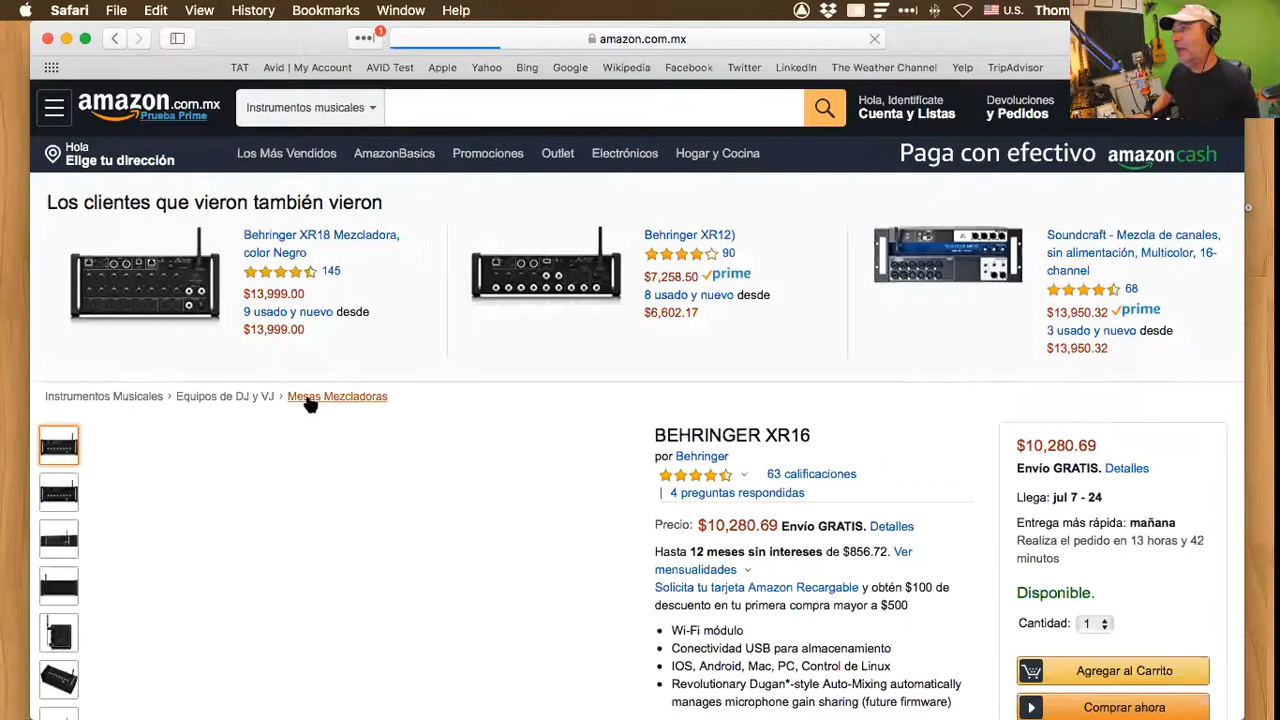 Safari File Edit View History Bookmarks Window Help U.S. Thom
1 amazon.com.mx
TAT Avid | My Account AVID Test Apple Yahoo Bing Google Wikipedia Facebook Twitter LinkedIn The Weather Channel Yelp TripAdvisor
amazon.com.mx
Prueba Prime
Instrumentos musicales
Hola, Identifícate
Cuenta y Listas
Devoluciones
y Pedidos
Hola
Elige tu dirección
Los Más Vendidos AmazonBasics Promociones Outlet Electrónicos Hogar y Cocina
Paga con efectivo amazoncash
Los clientes que vieron también vieron
Behringer XR18 Mezcladora,
color Negro
145
$13,999.00
9 usado y nuevo desde
$13,999.00
Behringer XR12)
90
$7,258.50 prime
8 usado y nuevo desde
$6,602.17
Soundcraft - Mezcla de canales,
sin alimentación, Multicolor, 16-
channel
68
$13,950.32 prime
3 usado y nuevo desde
$13,950.32
Instrumentos Musicales › Equipos de DJ y VJ › Mesas Mezcladoras
BEHRINGER XR16
por Behringer
63 calificaciones
| 4 preguntas respondidas
Precio: $10,280.69 Envío GRATIS. Detalles
Hasta 12 meses sin intereses de $856.72. Ver
mensualidades
Solicita tu tarjeta Amazon Recargable y obtén $100 de
descuento en tu primera compra mayor a $500
• Wi-Fi módulo
• Conectividad USB para almacenamiento
• IOS, Android, Mac, PC, Control de Linux
• Revolutionary Dugan*-style Auto-Mixing automatically
manages microphone gain sharing (future firmware)
$10,280.69
Envío GRATIS. Detalles
Llega: jul 7 - 24
Entrega más rápida: mañana
Realiza el pedido en 13 horas y 42
minutos
Disponible.
Cantidad: 1
Agregar al Carrito
Comprar ahora